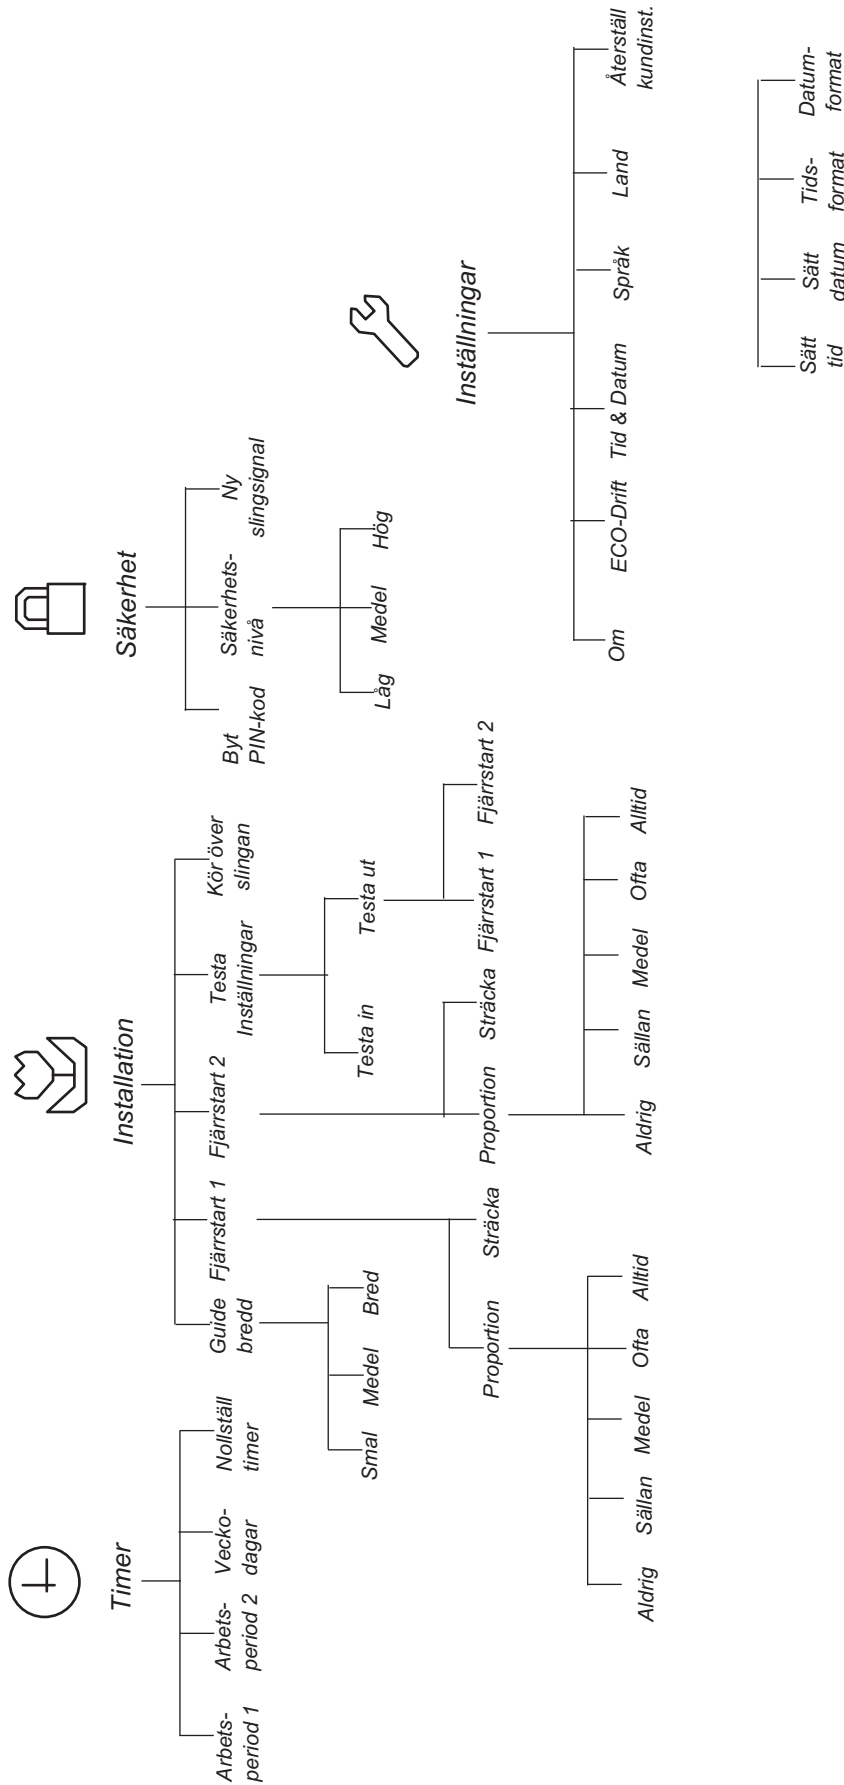 Timer
Arbets-
period 1
Arbets-
period 2
Vecko-
dagar
Nollställ
timer
Installation
Guide
bredd
Fjärrstart 1
Fjärrstart 2
Testa
Inställningar
Kör över
slingan
Smal
Medel
Bred
Testa in
Testa ut
Proportion
Sträcka
Proportion
Sträcka
Fjärrstart 1
Fjärrstart 2
Aldrig
Sällan
Medel
Ofta
Alltid
Aldrig
Sällan
Medel
Ofta
Alltid
Säkerhet
Byt
PIN-kod
Säkerhets-
nivå
Ny
slingsignal
Låg
Medel
Hög
Inställningar
Om
ECO-Drift
Tid & Datum
Språk
Land
Återställ
kundinst.
Sätt
tid
Sätt
datum
Tids-
format
Datum-
format